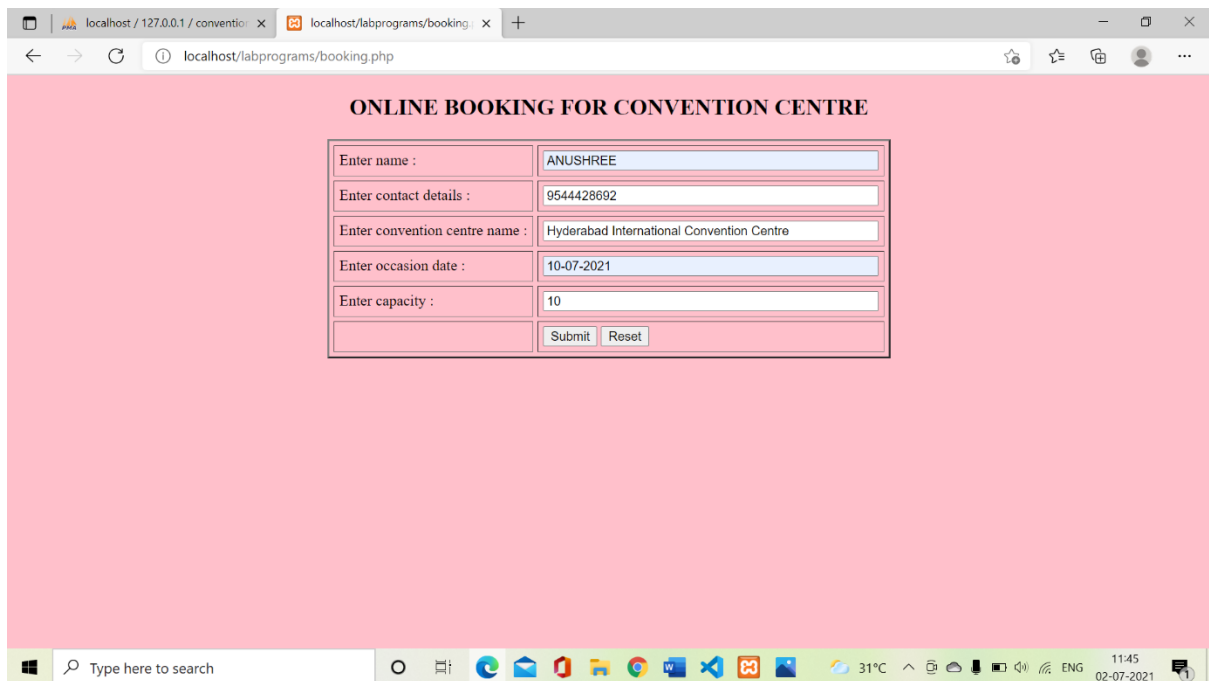 localhost / 127.0.0.1 / convention
localhost/labprograms/booking.p
localhost/labprograms/booking.php
ONLINE BOOKING FOR CONVENTION CENTRE
Enter name : ANUSHREE
Enter contact details : 9544428692
Enter convention centre name : Hyderabad International Convention Centre
Enter occasion date : 10-07-2021
Enter capacity : 10
Submit Reset
Type here to search
31°C ENG 11:45
02-07-2021